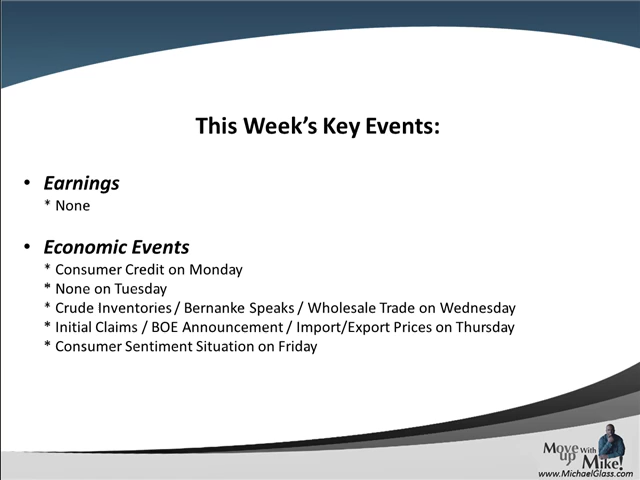 This Week's Key Events:
• Earnings
* None
• Economic Events
* Consumer Credit on Monday
* None on Tuesday
* Crude Inventories / Bernanke Speaks / Wholesale Trade on Wednesday
* Initial Claims / BOE Announcement / Import/Export Prices on Thursday
* Consumer Sentiment Situation on Friday
Move up With Mike!
www.MichaelGlass.com